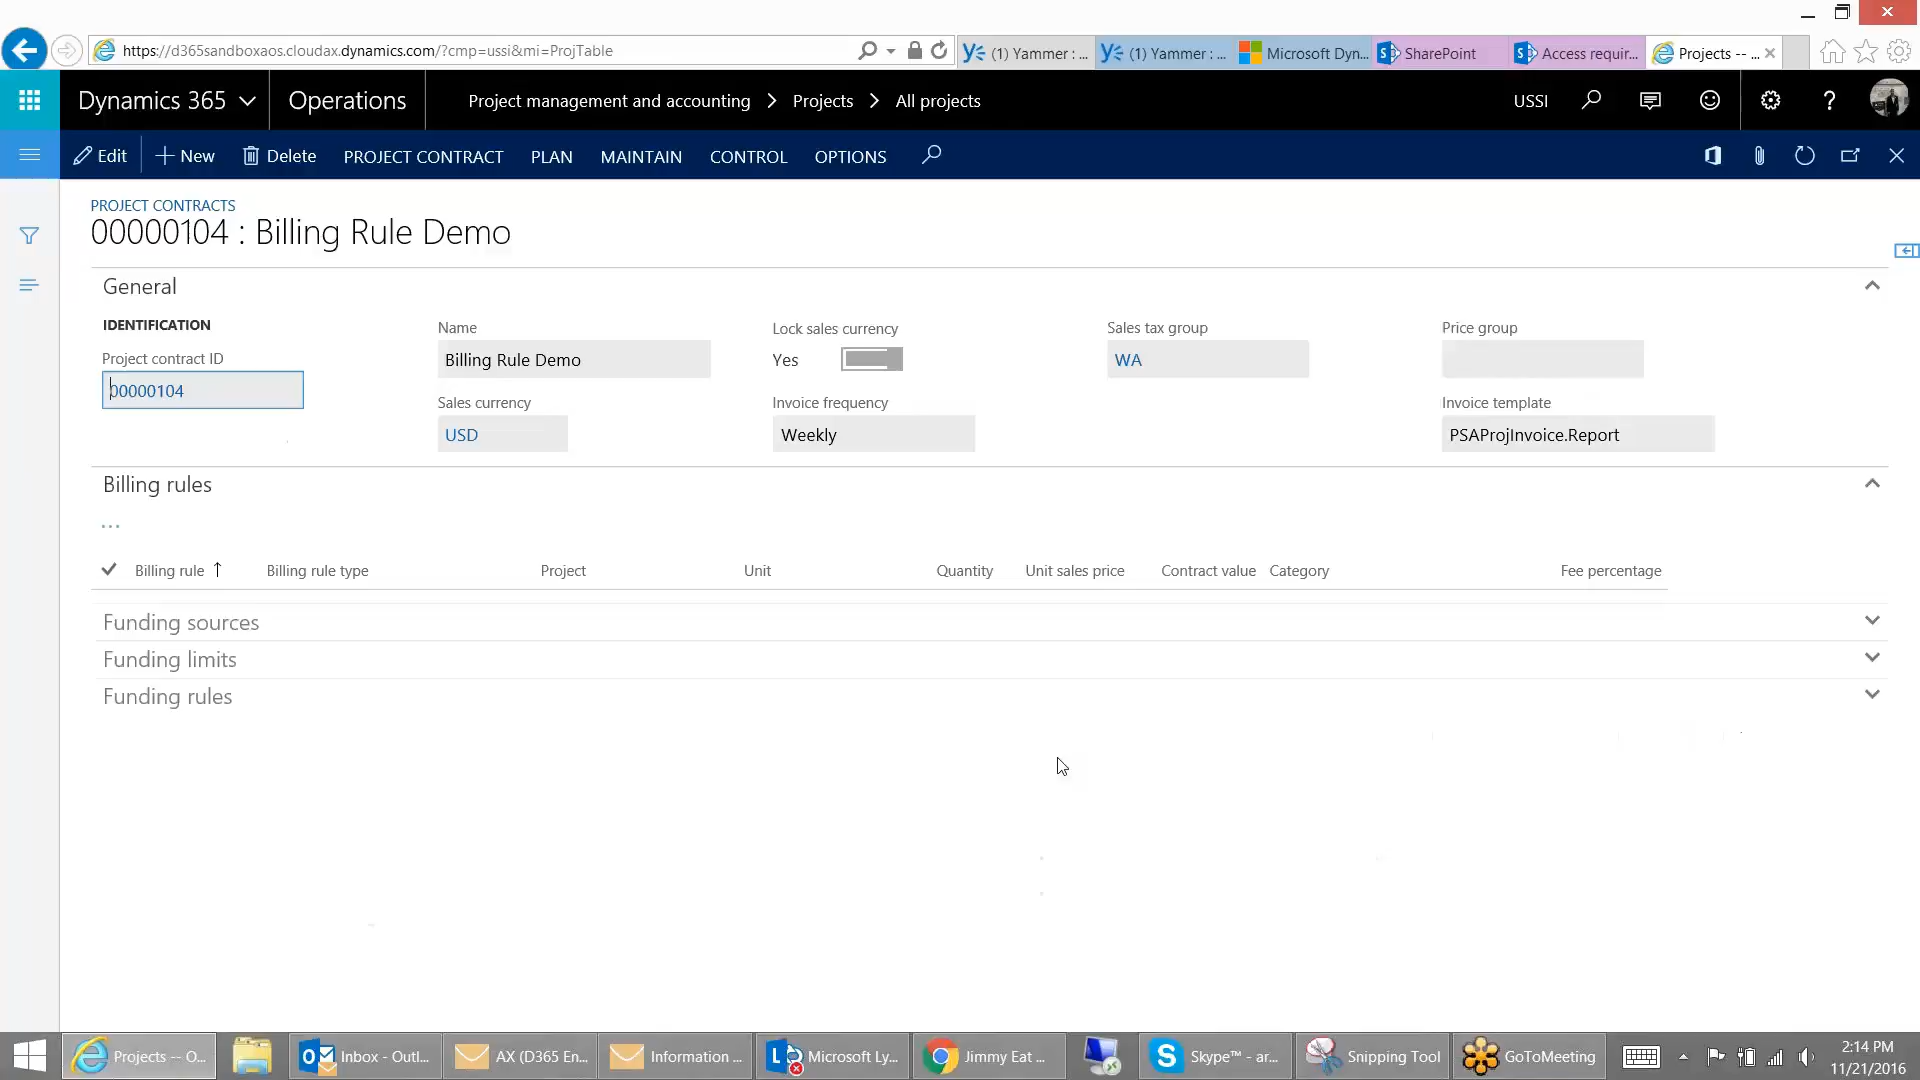 https://d365sandboxaos.cloudax.dynamics.com/?cmp=ussi&mi=ProjTable
(1) Yammer : ...
(1) Yammer : ...
Microsoft Dyn...
SharePoint
Access requir...
Projects -- ...
Dynamics 365
Operations
Project management and accounting
Projects
All projects
USSI
?
Edit
New
Delete
PROJECT CONTRACT
PLAN
MAINTAIN
CONTROL
OPTIONS
PROJECT CONTRACTS
00000104 : Billing Rule Demo
General
IDENTIFICATION
Project contract ID
00000104
Name
Billing Rule Demo
Sales currency
USD
Lock sales currency
Yes
Invoice frequency
Weekly
Sales tax group
WA
Price group
Invoice template
PSAProjInvoice.Report
Billing rules
...
Billing rule
Billing rule type
Project
Unit
Quantity
Unit sales price
Contract value
Category
Fee percentage
Funding sources
Funding limits
Funding rules
Projects -- O...
Inbox - Outl...
AX (D365 En...
Information ...
Microsoft Ly...
Jimmy Eat ...
Skype™ - ar...
Snipping Tool
GoToMeeting
2:14 PM
11/21/2016